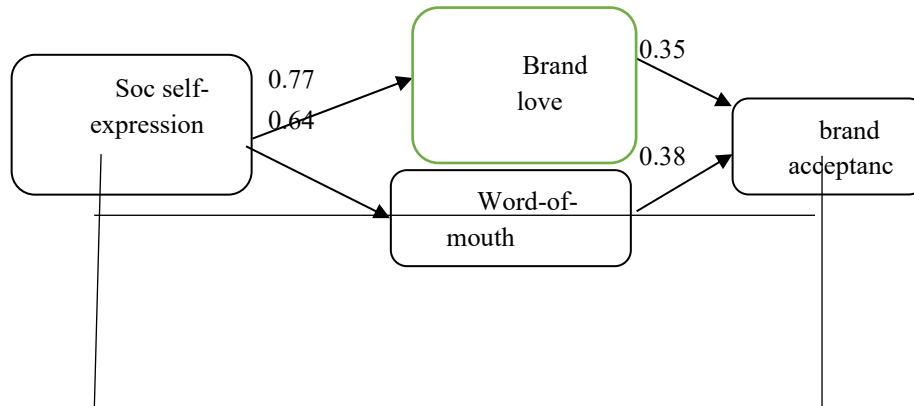 Soc self-
expression
0.77
0.64
Brand
love
0.35
0.38
Word-of-
mouth
brand
acceptanc